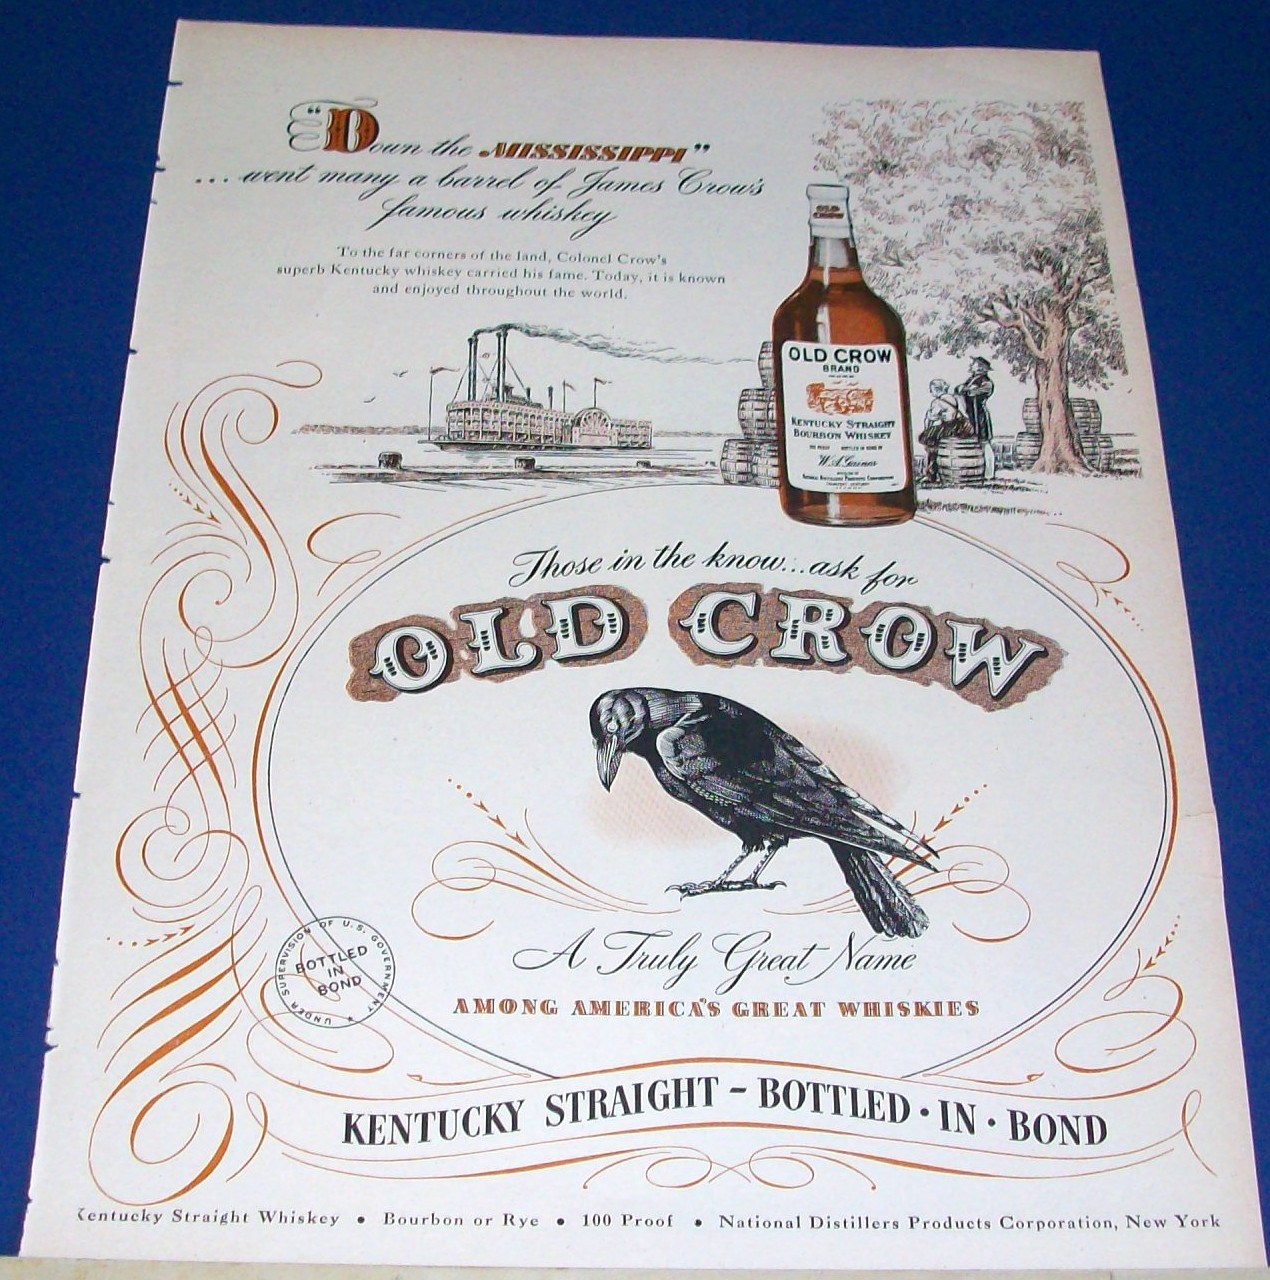 "Down the MISSISSIPPI"
...went many a barrel of James Crow's
famous whiskey
To the far corners of the land, Colonel Crow's
superb Kentucky whiskey carried his fame. Today, it is known
and enjoyed throughout the world.
OLD
CROW
OLD CROW
BRAND
KENTUCKY STRAIGHT
BOURBON WHISKEY
Those in the know...ask for
OLD CROW
A Truly Great Name
AMONG AMERICA'S GREAT WHISKIES
UNDER SUPERVISION OF U.S. GOVERNMENT
BOTTLED
IN
BOND
KENTUCKY STRAIGHT - BOTTLED · IN · BOND
Kentucky Straight Whiskey • Bourbon or Rye • 100 Proof • National Distillers Products Corporation, New York